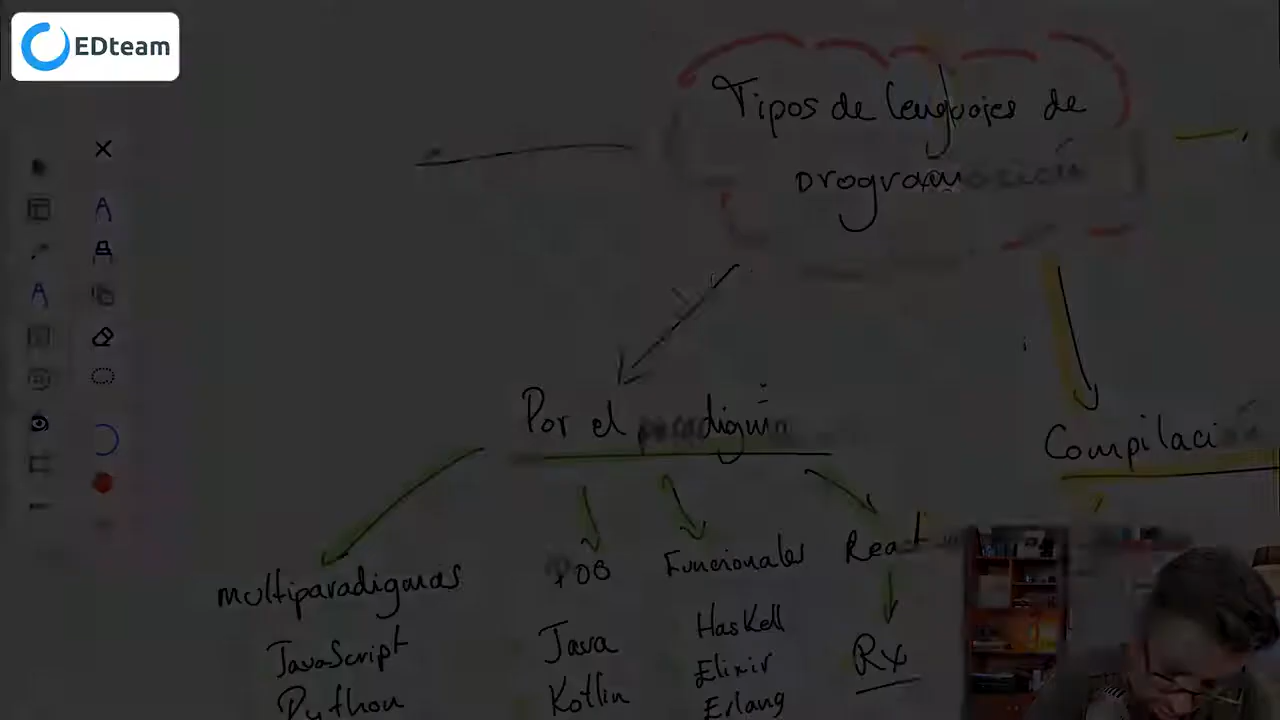 EDteam
Tipos de lenguajes de
programación
Por el paradigma
Compilación
multiparadigmas
JavaScript
Python
POO
Java
Kotlin
Funcionales
Haskell
Elixir
Erlang
React
Rx